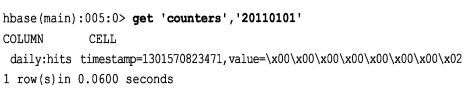 hbase(main):005:0> get 'counters','20110101'
COLUMN CELL
daily:hits timestamp=1301570823471,value=\x00\x00\x00\x00\x00\x00\x00\x02
1 row(s)in 0.0600 seconds